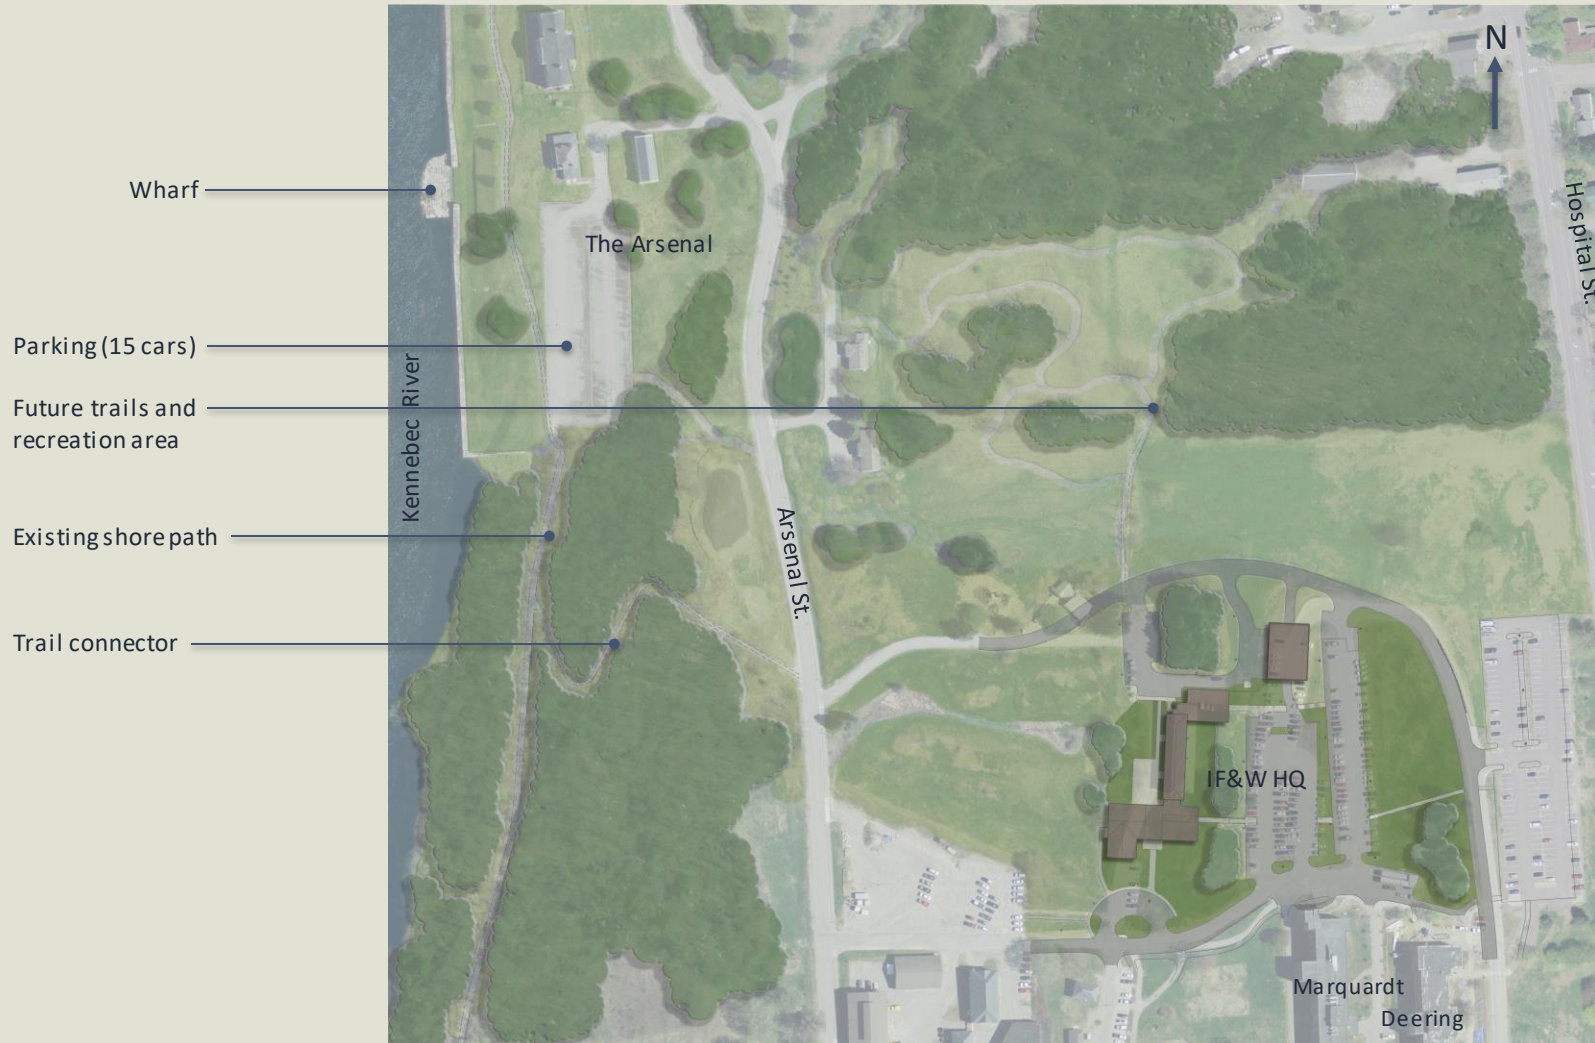 N
Wharf
Hospital St.
The Arsenal
Parking (15 cars)
Kennebec River
Future trails and
recreation area
Existing shore path
Arsenal St.
Trail connector
IF&W HQ
Marquardt
Deering